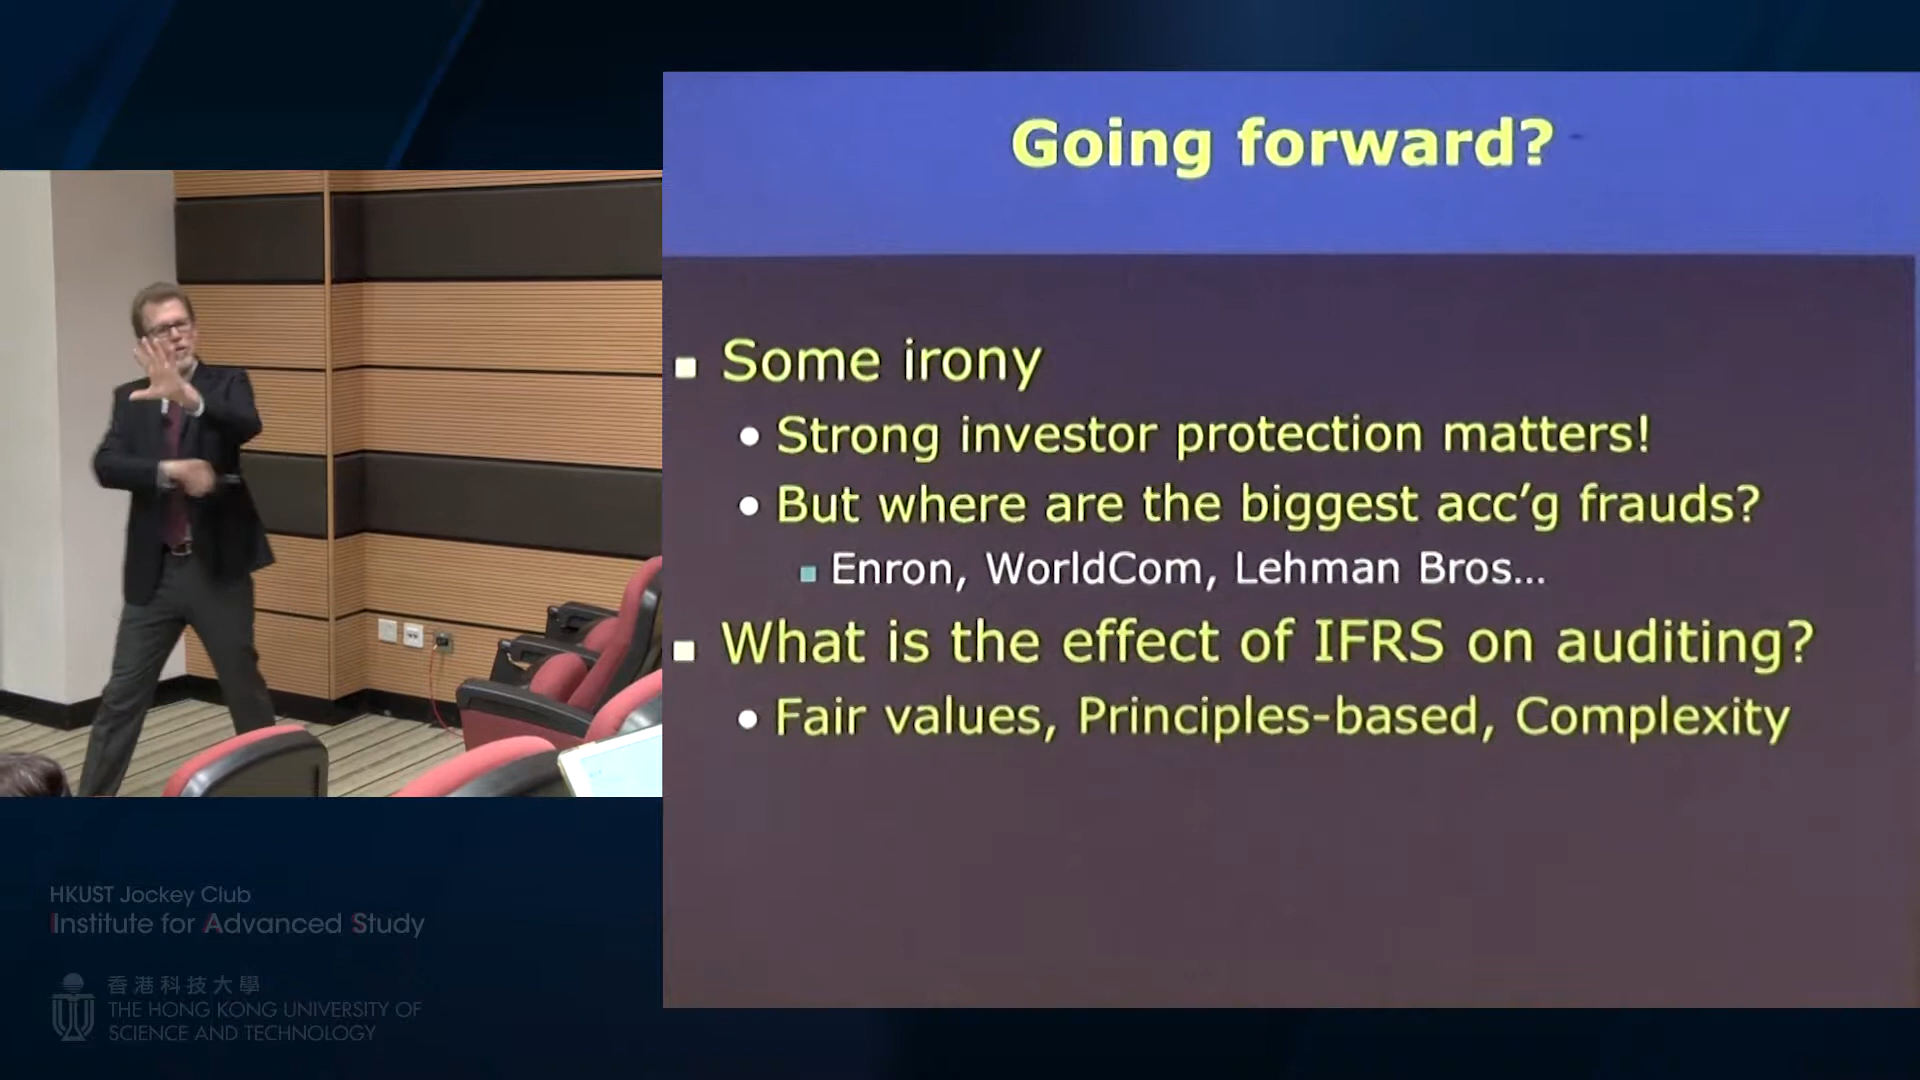 Going forward?
Some irony
Strong investor protection matters!
But where are the biggest acc’g frauds?
Enron, WorldCom, Lehman Bros...
What is the effect of IFRS on auditing?
Fair values, Principles-based, Complexity
HKUST Jockey Club
Institute for Advanced Study
香港科技大學
THE HONG KONG UNIVERSITY OF
SCIENCE AND TECHNOLOGY